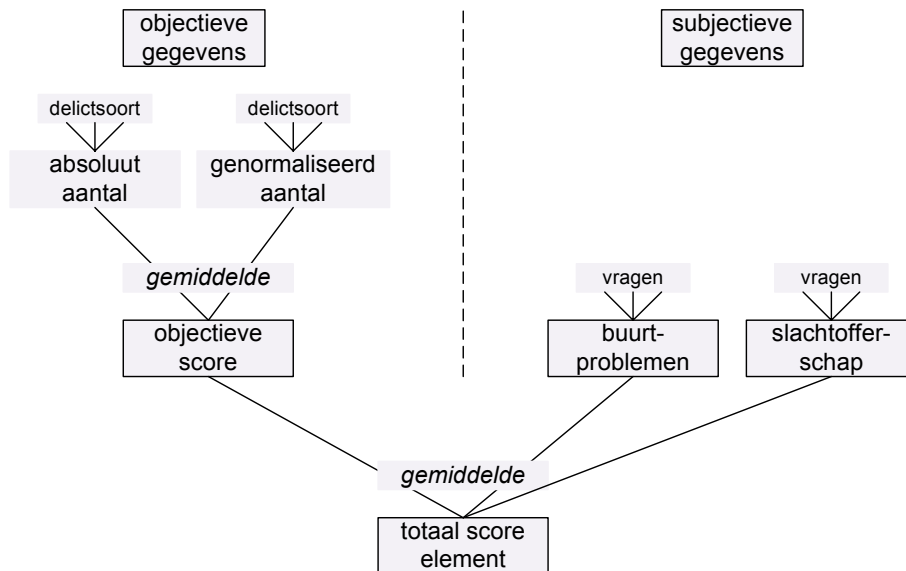 objectieve
gegevens
subjectieve
gegevens
delictsoort
delictsoort
absoluut
aantal
genormaliseerd
aantal
gemiddelde
vragen
vragen
objectieve
score
buurt-
problemen
slachtoffer-
schap
gemiddelde
totaal score
element